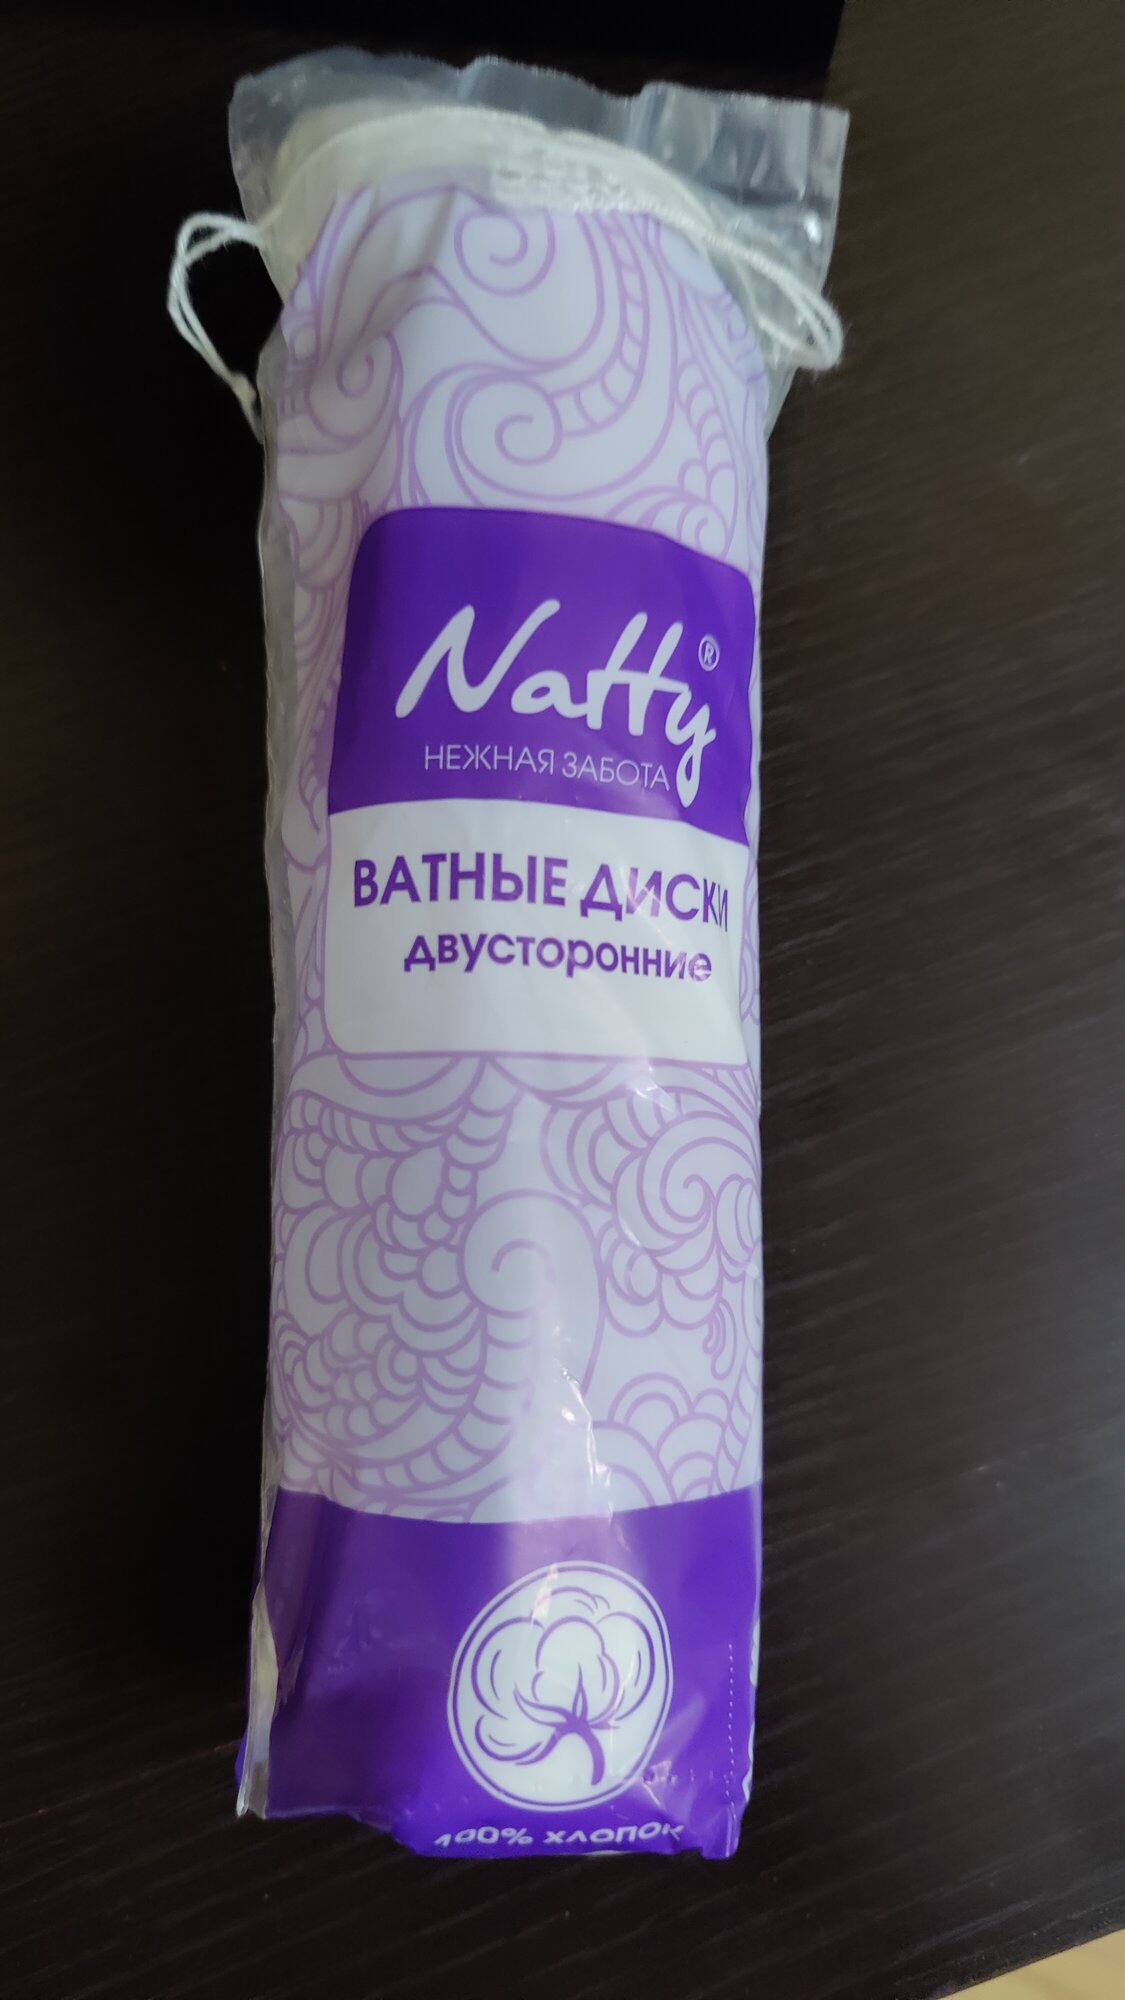 Natty®
НЕЖНАЯ ЗАБОТА
ВАТНЫЕ ДИСКИ
двусторонние
100% ХЛОПОК